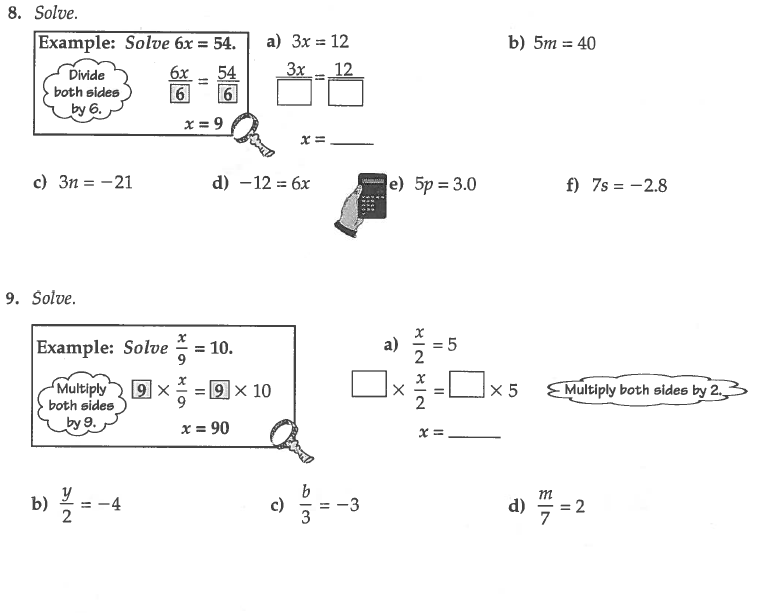 8. Solve.
Example: Solve 6x = 54.
Divide both sides by 6.
6x/6 = 54/6
x = 9
a) 3x = 12
3x/□ = 12/□
x = ____
b) 5m = 40
c) 3n = −21
d) −12 = 6x
e) 5p = 3.0
f) 7s = −2.8
9. Solve.
Example: Solve x/9 = 10.
Multiply both sides by 9.
9 × x/9 = 9 × 10
x = 90
a) x/2 = 5
□ × x/2 = □ × 5
Multiply both sides by 2.
x = ____
b) y/2 = −4
c) b/3 = −3
d) m/7 = 2